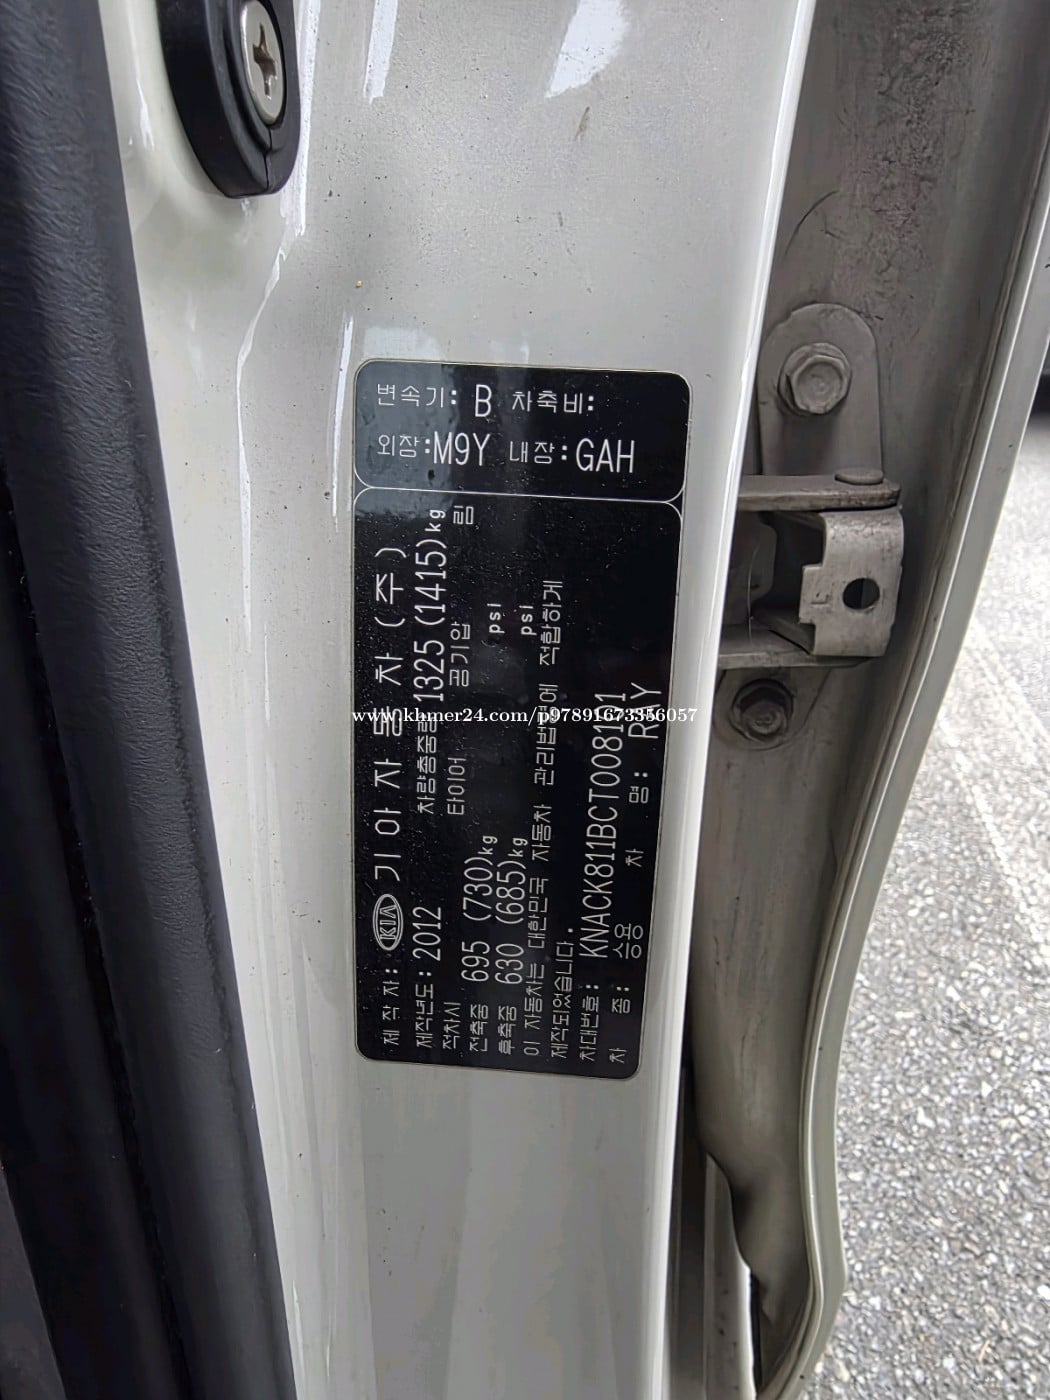 변속기: B 차축비:
외장:M9Y 내장:GAH
제 작 자: KIA 기 아 자 동 차 (주)
제작년도: 2012 차량총중량 1325 (1415)kg
적차시 타이어 공기압 냉
전축중 695 (730)kg psi
후축중 630 (685)kg psi
이 자동차는 대한민국 자동차 관리법령에 적합하게
제작되었습니다.
차대번호: KNACK811BCT008101
차 종: 승용 차 명: RAY
www.khmer24.com/p97891673356057
L